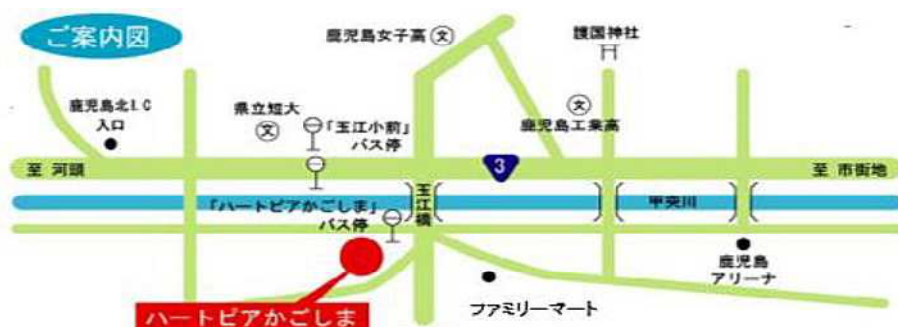 ご案内図
鹿児島女子高 文
護国神社
鹿児島北I.C
入口
県立短大
文
「玉江小前」
バス停
文
鹿児島工業高
至 河頭
3
至 市街地
玉江橋
甲突川
「ハートピアかごしま」
バス停
鹿児島
アリーナ
ファミリーマート
ハートピアかごしま